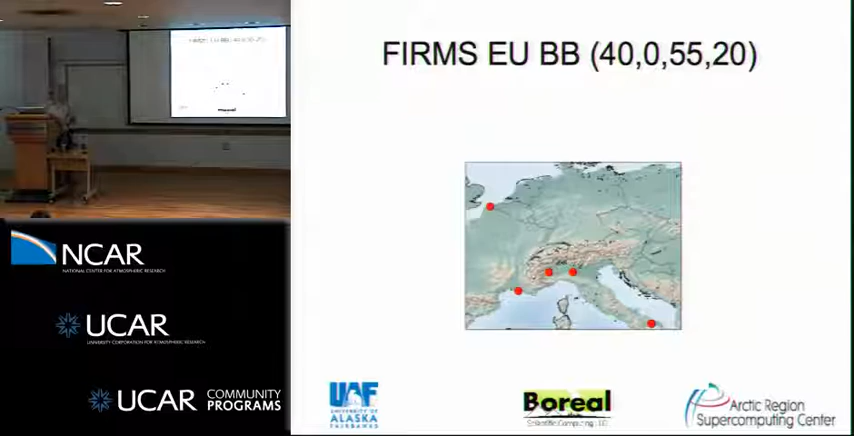 FIRMS EU BB (40,0,55,20)
NCAR
NATIONAL CENTER FOR ATMOSPHERIC RESEARCH
UCAR
UNIVERSITY CORPORATION FOR ATMOSPHERIC RESEARCH
UCAR COMMUNITY
PROGRAMS
UAF
UNIVERSITY OF
ALASKA
FAIRBANKS
Boreal
Scientific Computing LLC
Arctic Region
Supercomputing Center